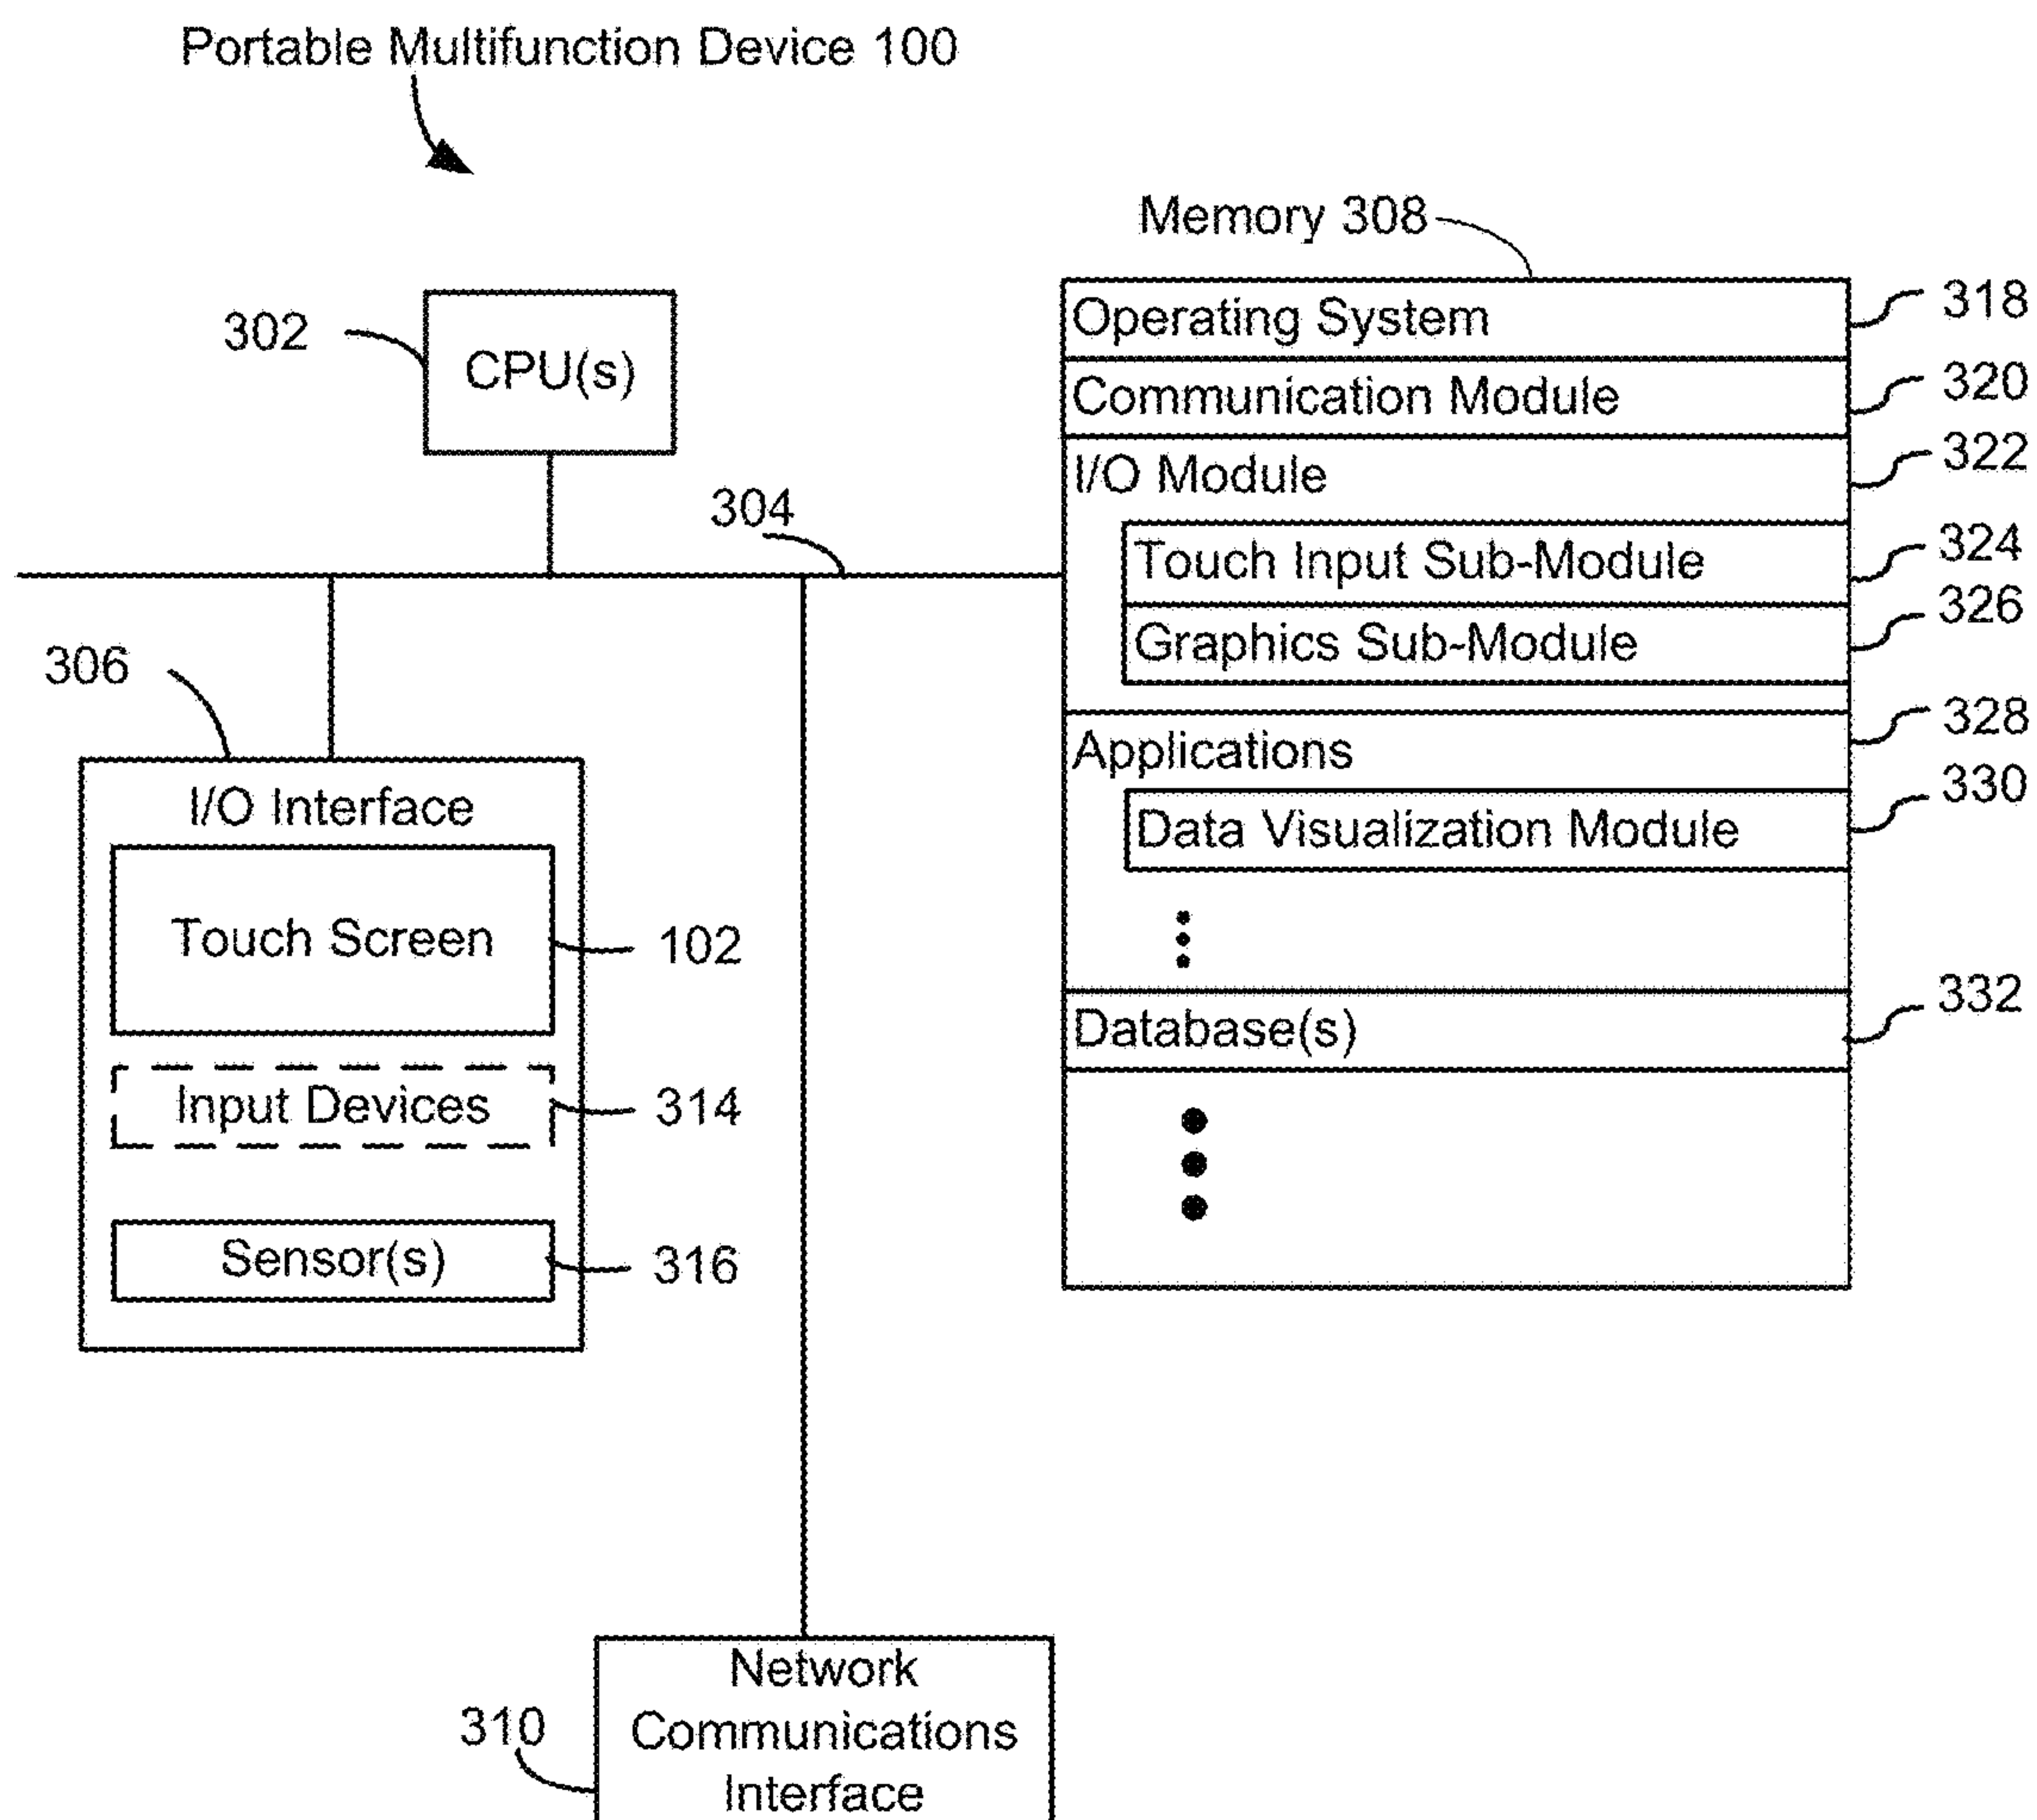 Portable Multifunction Device 100
Memory 308
302
CPU(s)
304
306
I/O Interface
Touch Screen
102
Input Devices
314
Sensor(s)
316
Operating System
318
Communication Module
320
I/O Module
322
Touch Input Sub-Module
324
Graphics Sub-Module
326
Applications
328
Data Visualization Module
330
Database(s)
332
310
Network
Communications
Interface